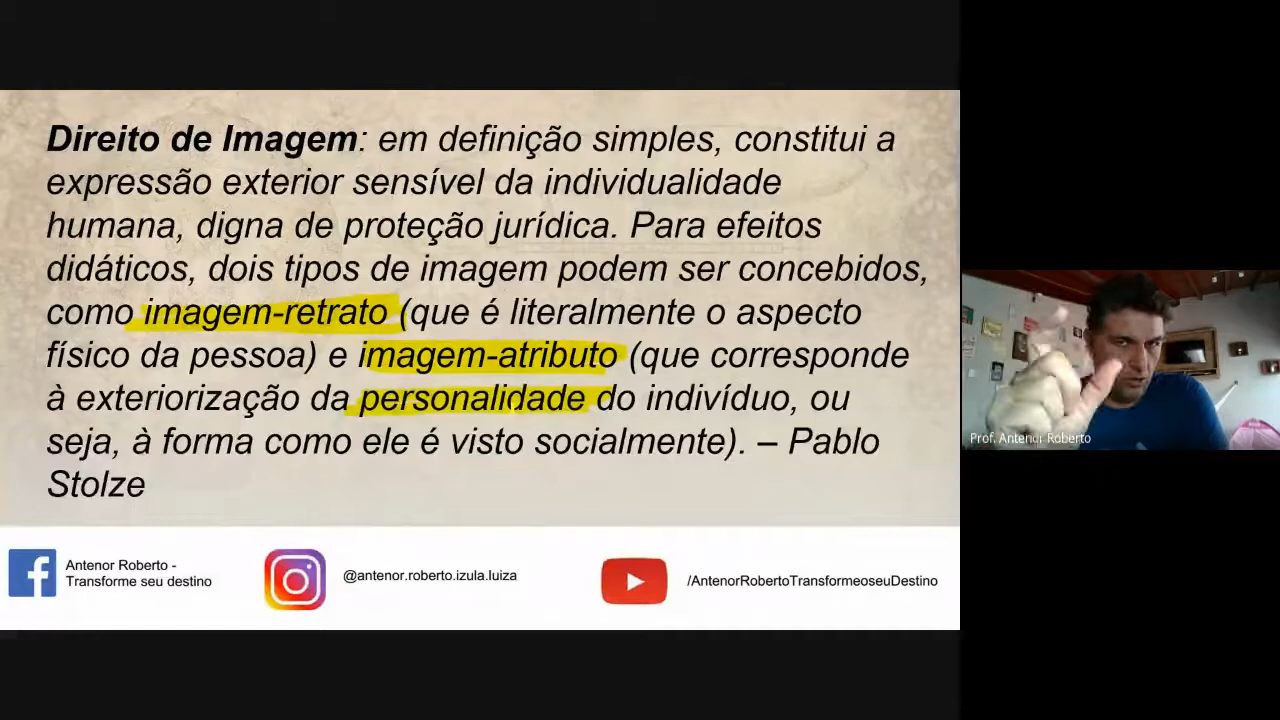 Direito de Imagem: em definição simples, constitui a
expressão exterior sensível da individualidade
humana, digna de proteção jurídica. Para efeitos
didáticos, dois tipos de imagem podem ser concebidos,
como imagem-retrato (que é literalmente o aspecto
físico da pessoa) e imagem-atributo (que corresponde
à exteriorização da personalidade do indivíduo, ou
seja, à forma como ele é visto socialmente). – Pablo
Stolze
Prof. Antenor Roberto
Antenor Roberto -
Transforme seu destino
@antenor.roberto.izula.luiza
/AntenorRobertoTransformeoseuDestino